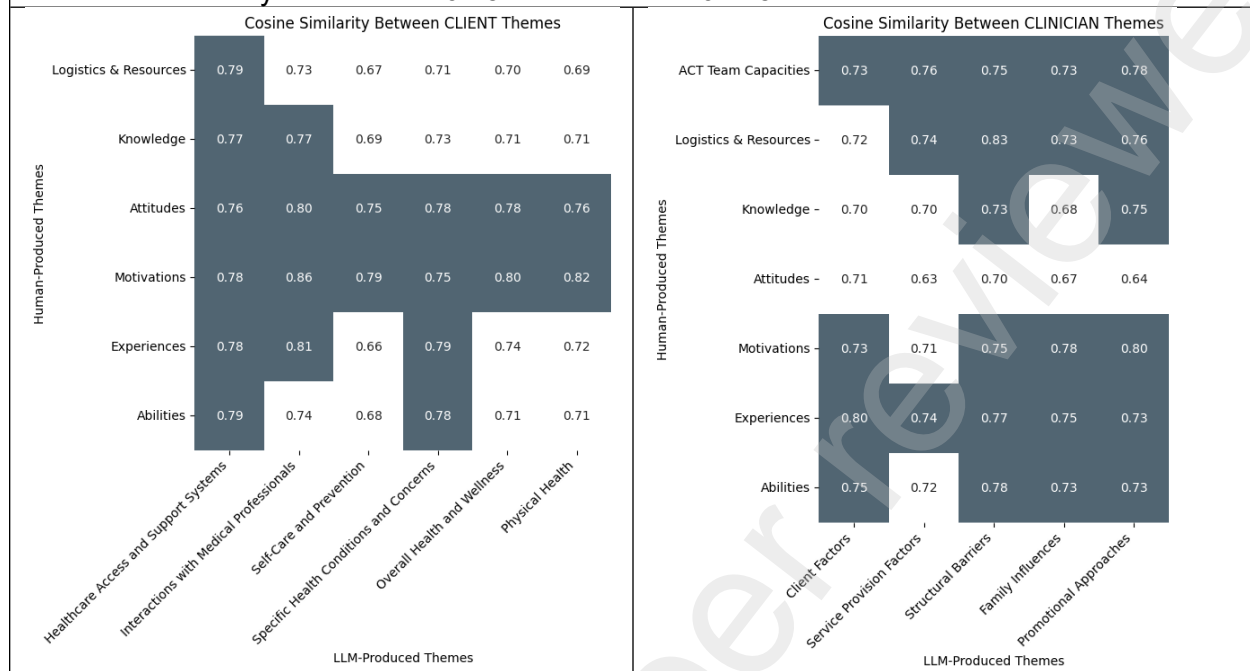 Cosine Similarity Between CLIENT Themes
Logistics & Resources 0.79 0.73 0.67 0.71 0.70 0.69
Knowledge 0.77 0.77 0.69 0.73 0.71 0.71
Attitudes 0.76 0.80 0.75 0.78 0.78 0.76
Motivations 0.78 0.86 0.79 0.75 0.80 0.82
Experiences 0.78 0.81 0.66 0.79 0.74 0.72
Abilities 0.79 0.74 0.68 0.78 0.71 0.71
Human-Produced Themes
Healthcare Access and Support Systems
Interactions with Medical Professionals
Self-Care and Prevention
Specific Health Conditions and Concerns
Overall Health and Wellness
Physical Health
LLM-Produced Themes
Cosine Similarity Between CLINICIAN Themes
ACT Team Capacities 0.73 0.76 0.75 0.73 0.78
Logistics & Resources 0.72 0.74 0.83 0.73 0.76
Knowledge 0.70 0.70 0.73 0.68 0.75
Attitudes 0.71 0.63 0.70 0.67 0.64
Motivations 0.73 0.71 0.75 0.78 0.80
Experiences 0.80 0.74 0.77 0.75 0.73
Abilities 0.75 0.72 0.78 0.73 0.73
Human-Produced Themes
Client Factors
Service Provision Factors
Structural Barriers
Family Influences
Promotional Approaches
LLM-Produced Themes
er reviewe